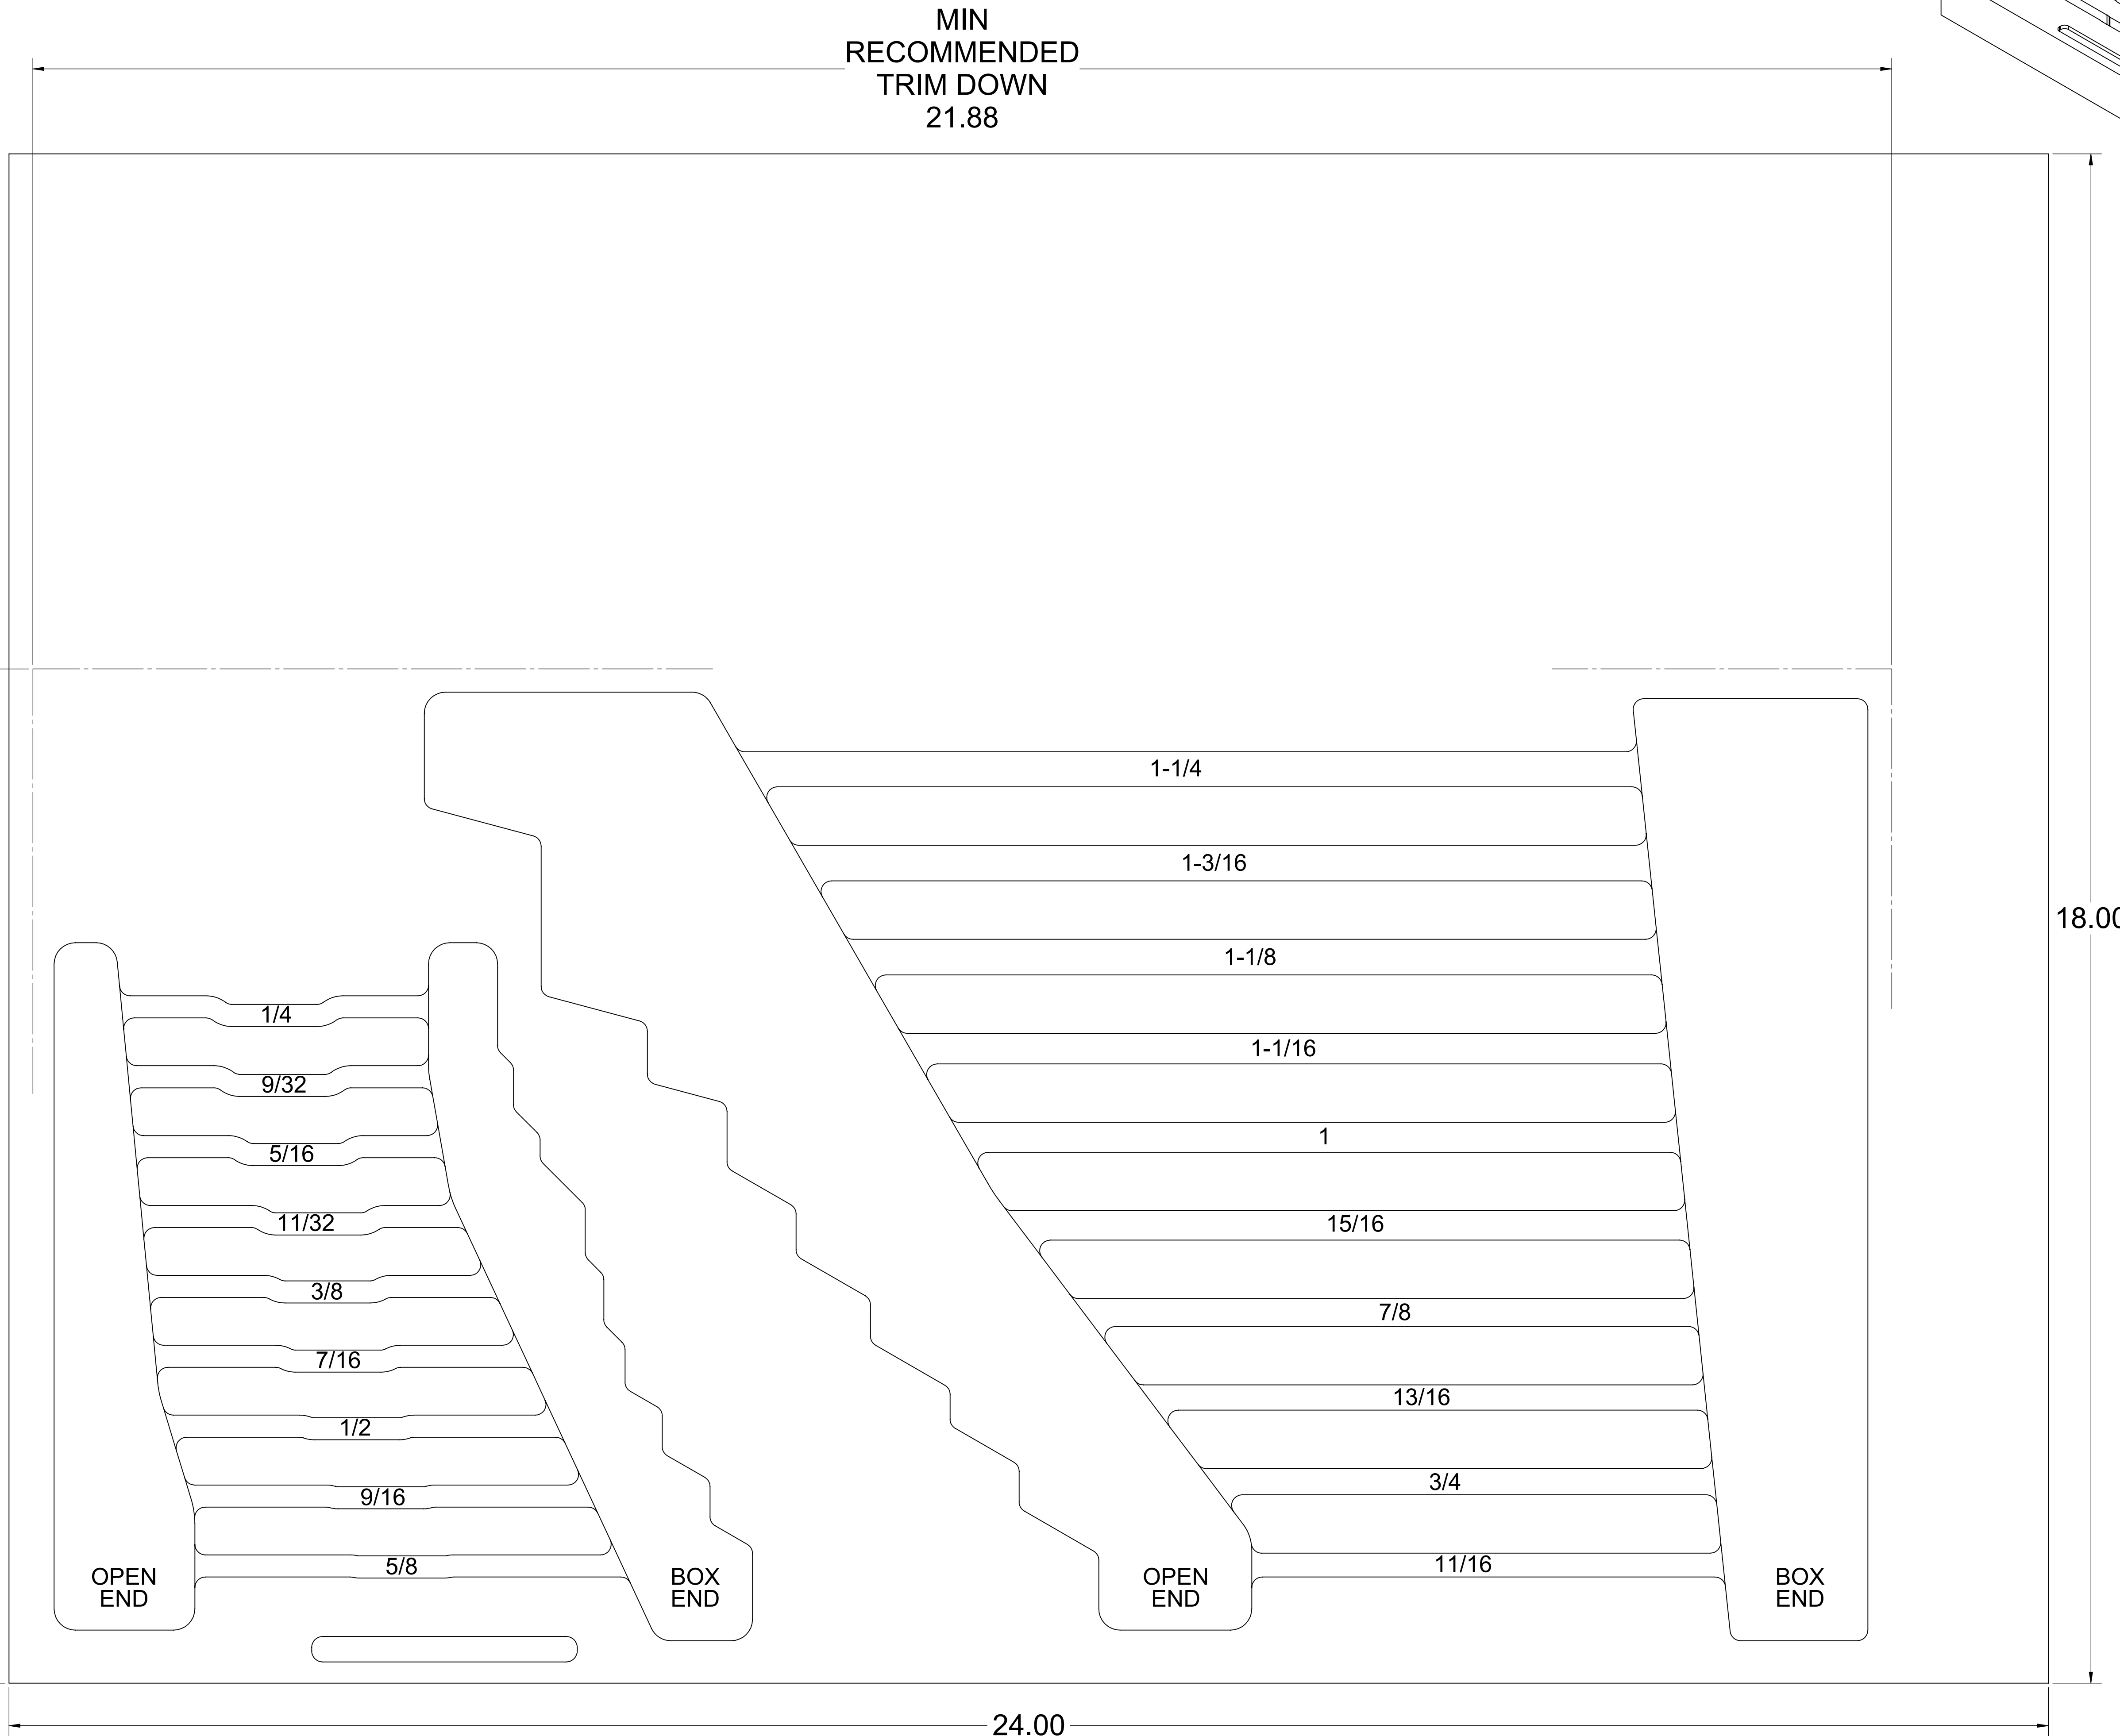 MIN
RECOMMENDED
TRIM DOWN
21.88
1-1/4
1-3/16
1-1/8
18.00
1-1/16
1
15/16
7/8
13/16
3/4
11/16
1/4
9/32
5/16
11/32
3/8
7/16
1/2
9/16
5/8
OPEN
END
BOX
END
OPEN
END
BOX
END
24.00